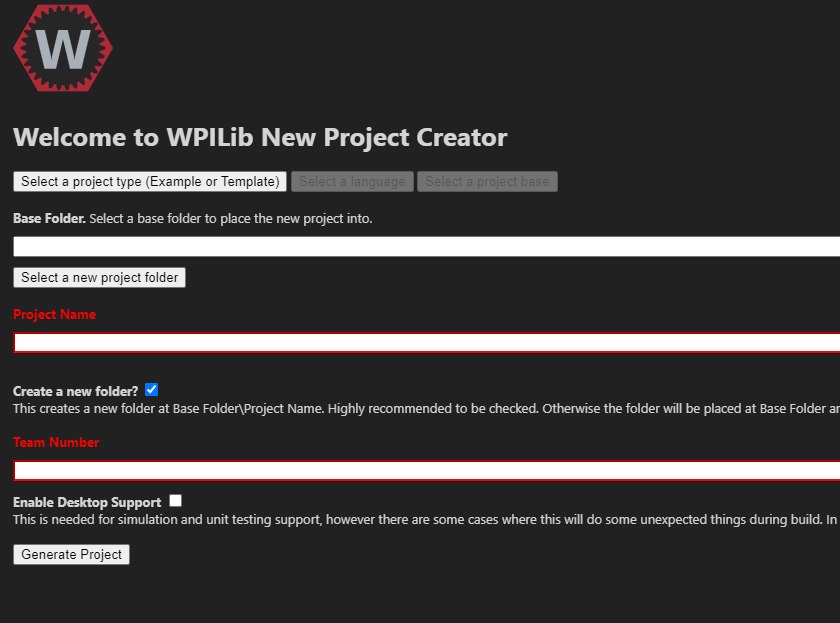 W
Welcome to WPILib New Project Creator
Select a project type (Example or Template) Select a language Select a project base
Base Folder. Select a base folder to place the new project into.
Select a new project folder
Project Name
Create a new folder?
This creates a new folder at Base Folder\Project Name. Highly recommended to be checked. Otherwise the folder will be placed at Base Folder
Team Number
Enable Desktop Support
This is needed for simulation and unit testing support, however there are some cases where this will do some unexpected things during build. In
Generate Project